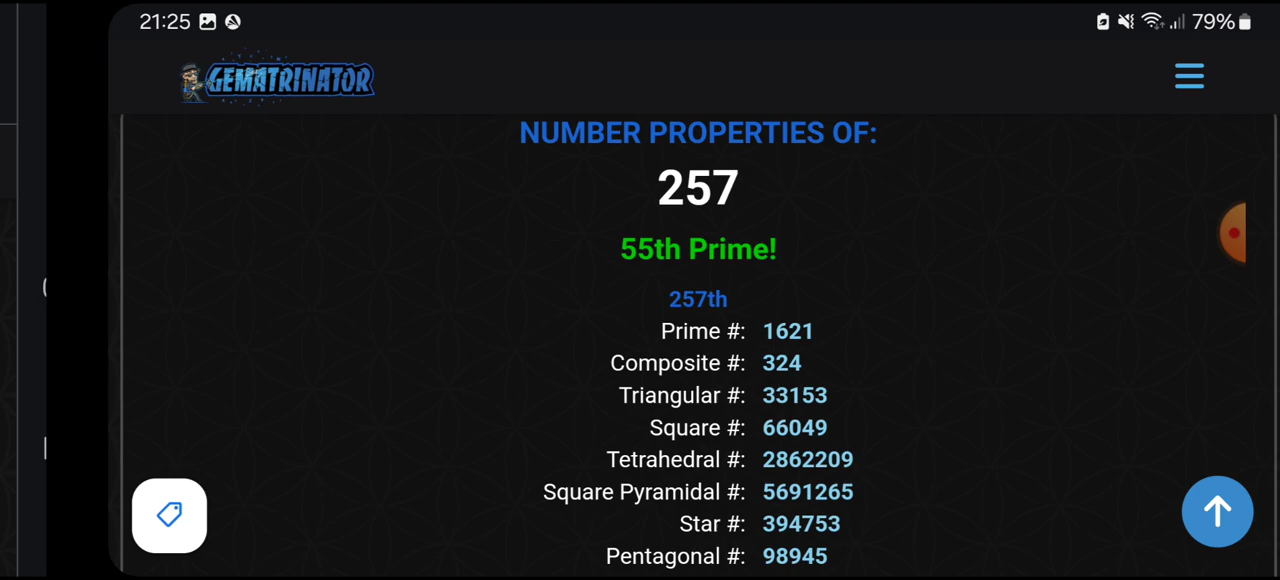 21:25 79%
GEMATRINATOR
NUMBER PROPERTIES OF:
257
55th Prime!
257th
Prime #: 1621
Composite #: 324
Triangular #: 33153
Square #: 66049
Tetrahedral #: 2862209
Square Pyramidal #: 5691265
Star #: 394753
Pentagonal #: 98945